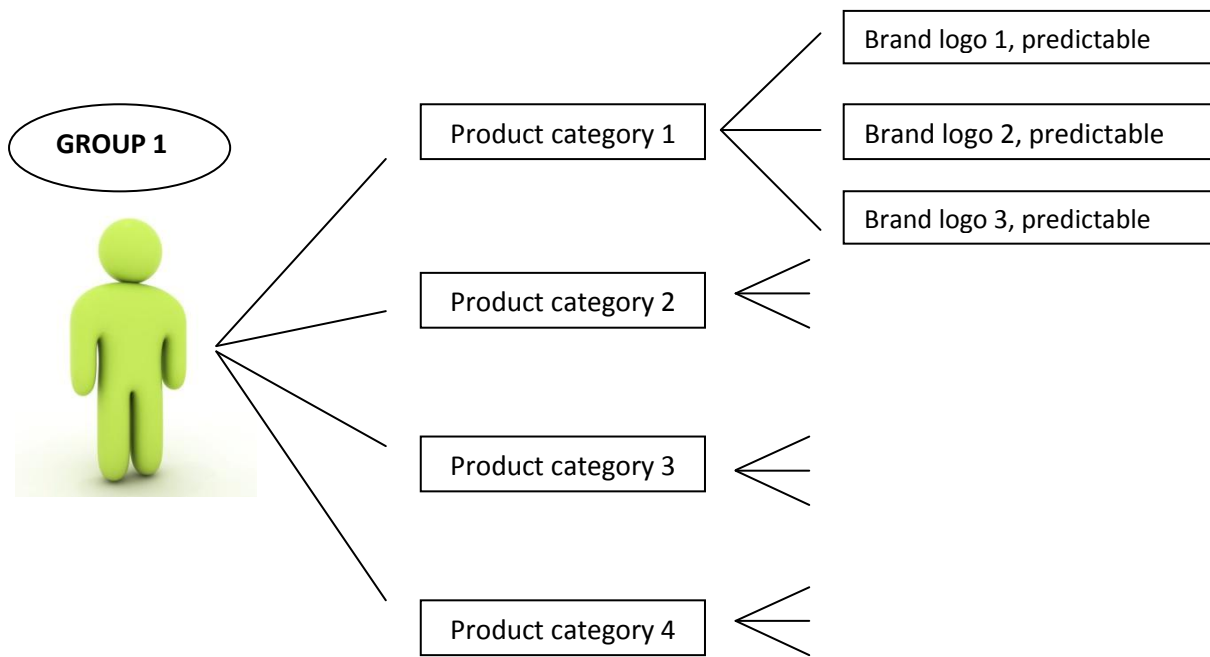 GROUP 1
Product category 1
Brand logo 1, predictable
Brand logo 2, predictable
Brand logo 3, predictable
Product category 2
Product category 3
Product category 4